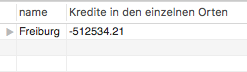 name Kredite in den einzelnen Orten
Freiburg -512534.21